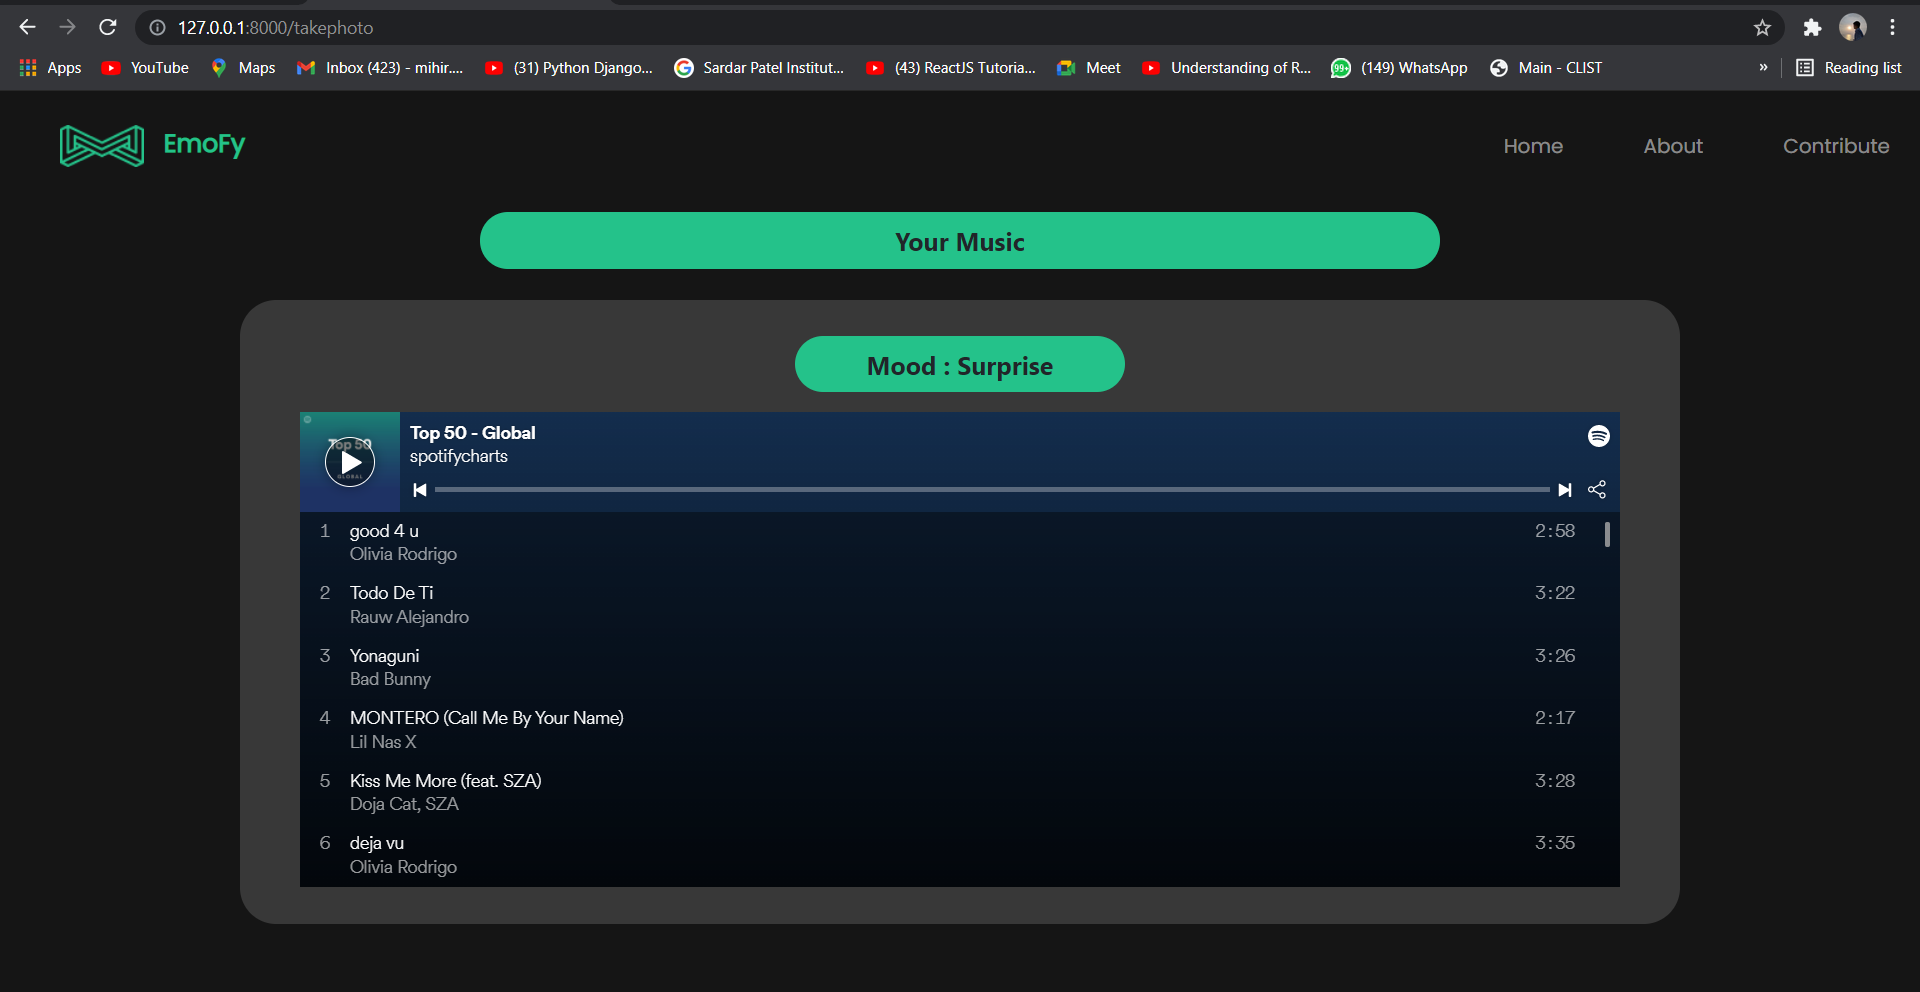 127.0.0.1:8000/takephoto
Apps YouTube Maps Inbox (423) - mihir.... (31) Python Django... Sardar Patel Institut... (43) ReactJS Tutoria... Meet Understanding of R... 99+ (149) WhatsApp Main - CLIST » Reading list
EmoFy Home About Contribute
Your Music
Mood : Surprise
Top 50
GLOBAL
Top 50 - Global
spotifycharts
1 good 4 u 2:58
Olivia Rodrigo
2 Todo De Ti 3:22
Rauw Alejandro
3 Yonaguni 3:26
Bad Bunny
4 MONTERO (Call Me By Your Name) 2:17
Lil Nas X
5 Kiss Me More (feat. SZA) 3:28
Doja Cat, SZA
6 deja vu 3:35
Olivia Rodrigo